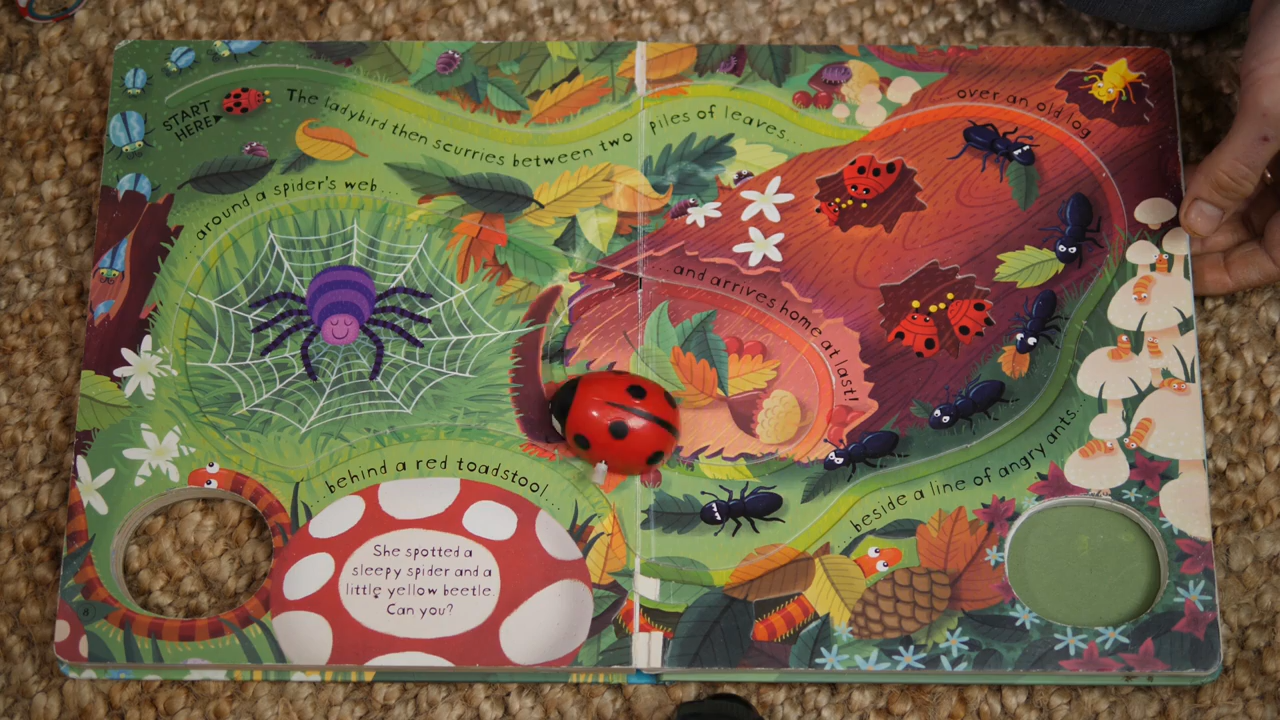 START
HERE
The ladybird then scurries between two piles of leaves...
over an old log
...around a spider's web...
...and arrives home at last!
...behind a red toadstool...
beside a line of angry ants...
She spotted a
sleepy spider and a
little yellow beetle.
Can you?
8